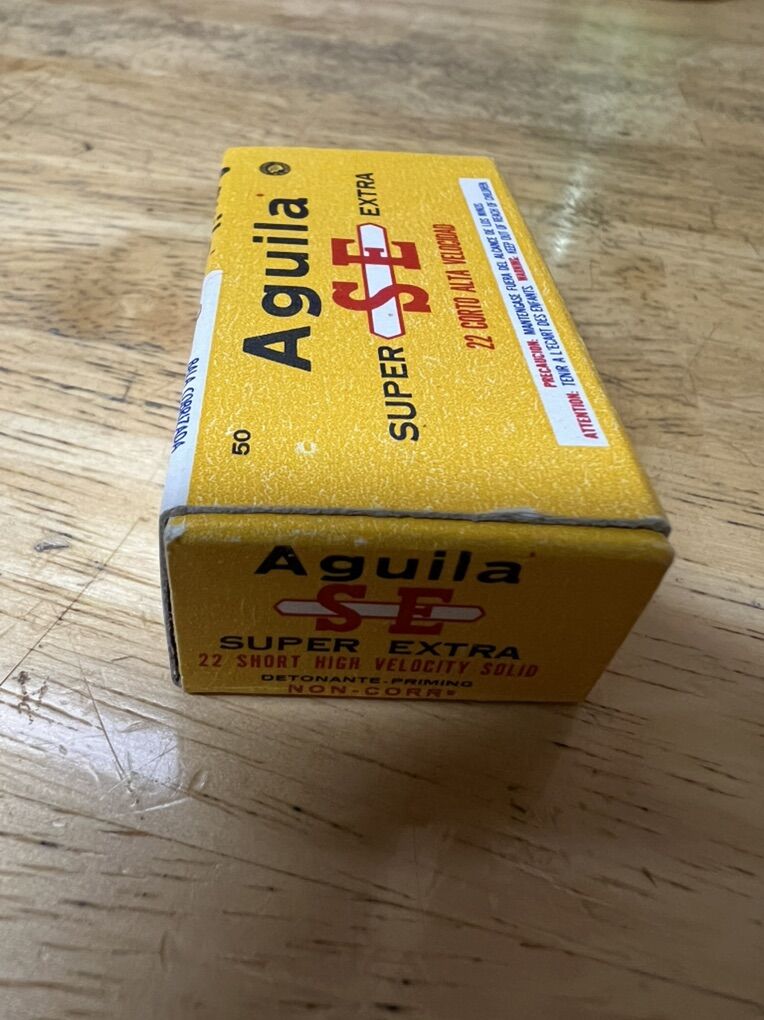 50
Aguila
SUPER SE EXTRA
22 CORTO ALTA VELOCIDAD
PRECAUCION: MANTENGASE FUERA DEL ALCANCE DE LOS NIÑOS
ATTENTION: TENIR A L'ECART DES ENFANTS WARNING: KEEP OUT OF REACH OF CHILDREN
BALA CORRIZADA
Aguila
SE
SUPER EXTRA
22 SHORT HIGH VELOCITY SOLID
DETONANTE-PRIMING
NON-CORR